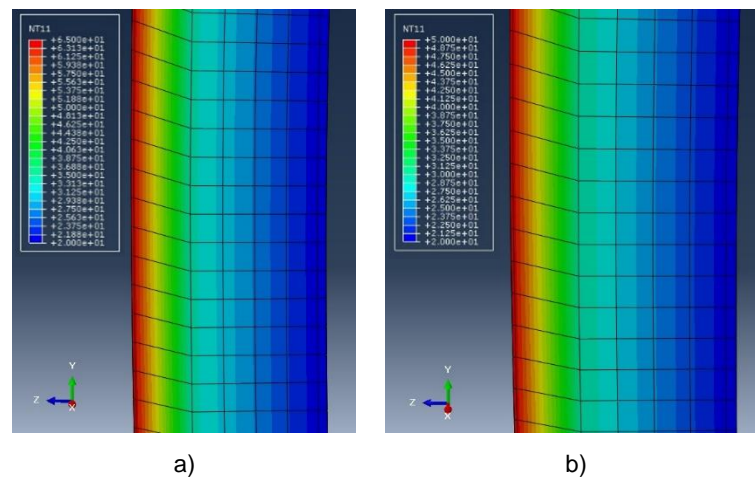 NT11
+6.500e+01
+6.313e+01
+6.125e+01
+5.938e+01
+5.750e+01
+5.563e+01
+5.375e+01
+5.188e+01
+5.000e+01
+4.813e+01
+4.625e+01
+4.438e+01
+4.250e+01
+4.063e+01
+3.875e+01
+3.688e+01
+3.500e+01
+3.313e+01
+3.125e+01
+2.938e+01
+2.750e+01
+2.563e+01
+2.375e+01
+2.188e+01
+2.000e+01
Y
Z
X
a)
NT11
+5.000e+01
+4.875e+01
+4.750e+01
+4.625e+01
+4.500e+01
+4.375e+01
+4.250e+01
+4.125e+01
+4.000e+01
+3.875e+01
+3.750e+01
+3.625e+01
+3.500e+01
+3.375e+01
+3.250e+01
+3.125e+01
+3.000e+01
+2.875e+01
+2.750e+01
+2.625e+01
+2.500e+01
+2.375e+01
+2.250e+01
+2.125e+01
+2.000e+01
Y
Z
X
b)